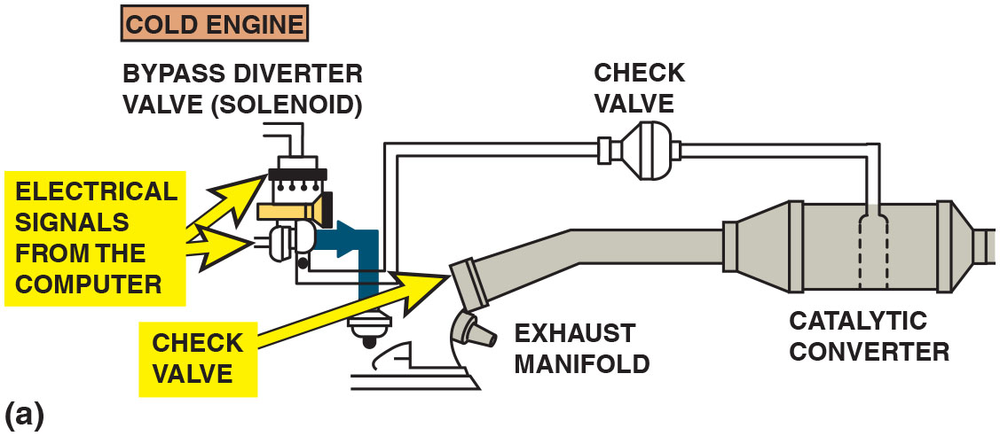 COLD ENGINE
BYPASS DIVERTER
VALVE (SOLENOID)
CHECK
VALVE
ELECTRICAL
SIGNALS
FROM THE
COMPUTER
CHECK
VALVE
EXHAUST
MANIFOLD
CATALYTIC
CONVERTER
(a)